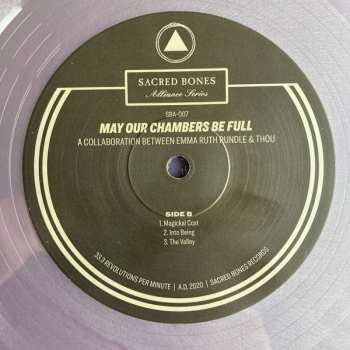 SACRED BONES
Alliance Series
SBA-007
MAY OUR CHAMBERS BE FULL
A COLLABORATION BETWEEN EMMA RUTH RUNDLE & THOU
SIDE B
1. Magickal Cost
2. Into Being
3. The Valley
33.3 REVOLUTIONS PER MINUTE | A.D. 2020 | SACRED BONES RECORDS